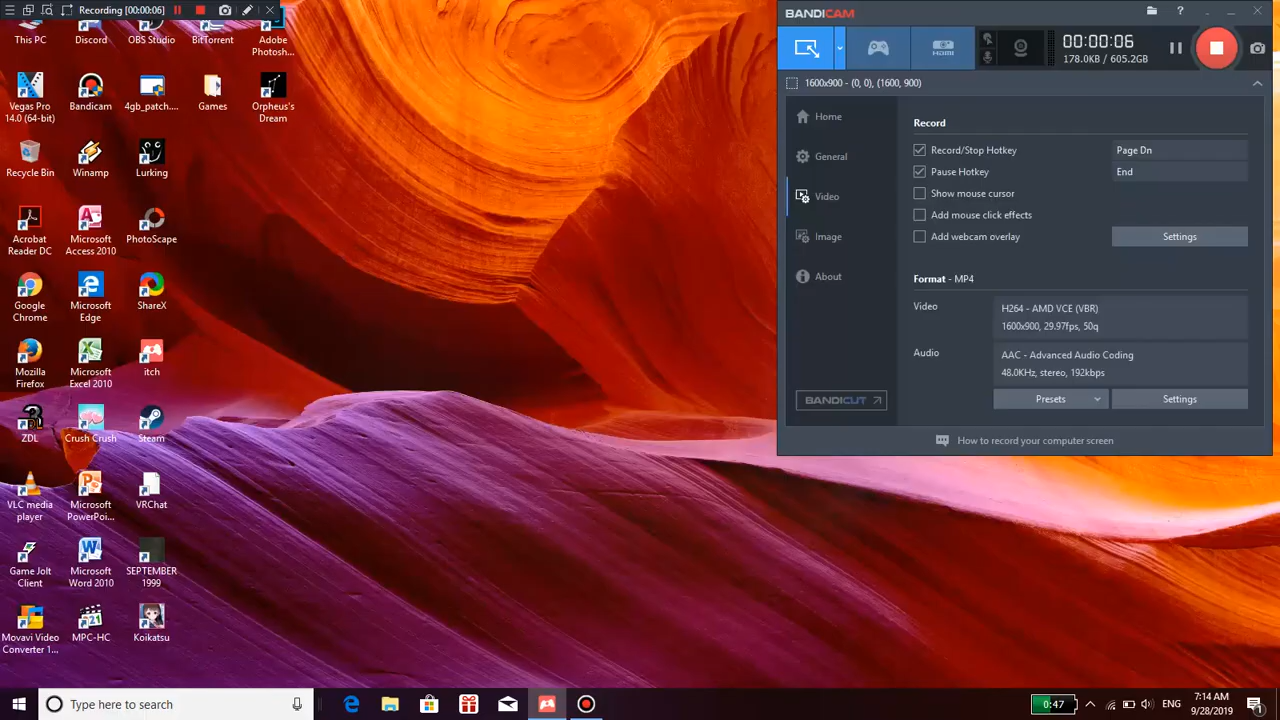 Recording [00:00:06]
This PC
Discord
OBS Studio
BitTorrent
Adobe
Photosh...
Vegas Pro
14.0 (64-bit)
Bandicam
4gb_patch....
Games
Orpheus's
Dream
Recycle Bin
Winamp
Lurking
Acrobat
Reader DC
Microsoft
Access 2010
PhotoScape
Google
Chrome
Microsoft
Edge
ShareX
Mozilla
Firefox
Microsoft
Excel 2010
itch
ZDL
Crush Crush
Steam
VLC media
player
Microsoft
PowerPoi...
VRChat
Game Jolt
Client
Microsoft
Word 2010
SEPTEMBER
1999
Movavi Video
Converter 1...
MPC-HC
Koikatsu
BANDICAM
HDMI
00:00:06
178.0KB / 605.2GB
1600x900 - (0, 0), (1600, 900)
Home
General
Video
Image
About
BANDICUT
Record
Record/Stop Hotkey
Page Dn
Pause Hotkey
End
Show mouse cursor
Add mouse click effects
Add webcam overlay
Settings
Format - MP4
Video
H264 - AMD VCE (VBR)
1600x900, 29.97fps, 50q
Audio
AAC - Advanced Audio Coding
48.0KHz, stereo, 192kbps
Presets
Settings
How to record your computer screen
Type here to search
0:47
ENG
7:14 AM
9/28/2019
1